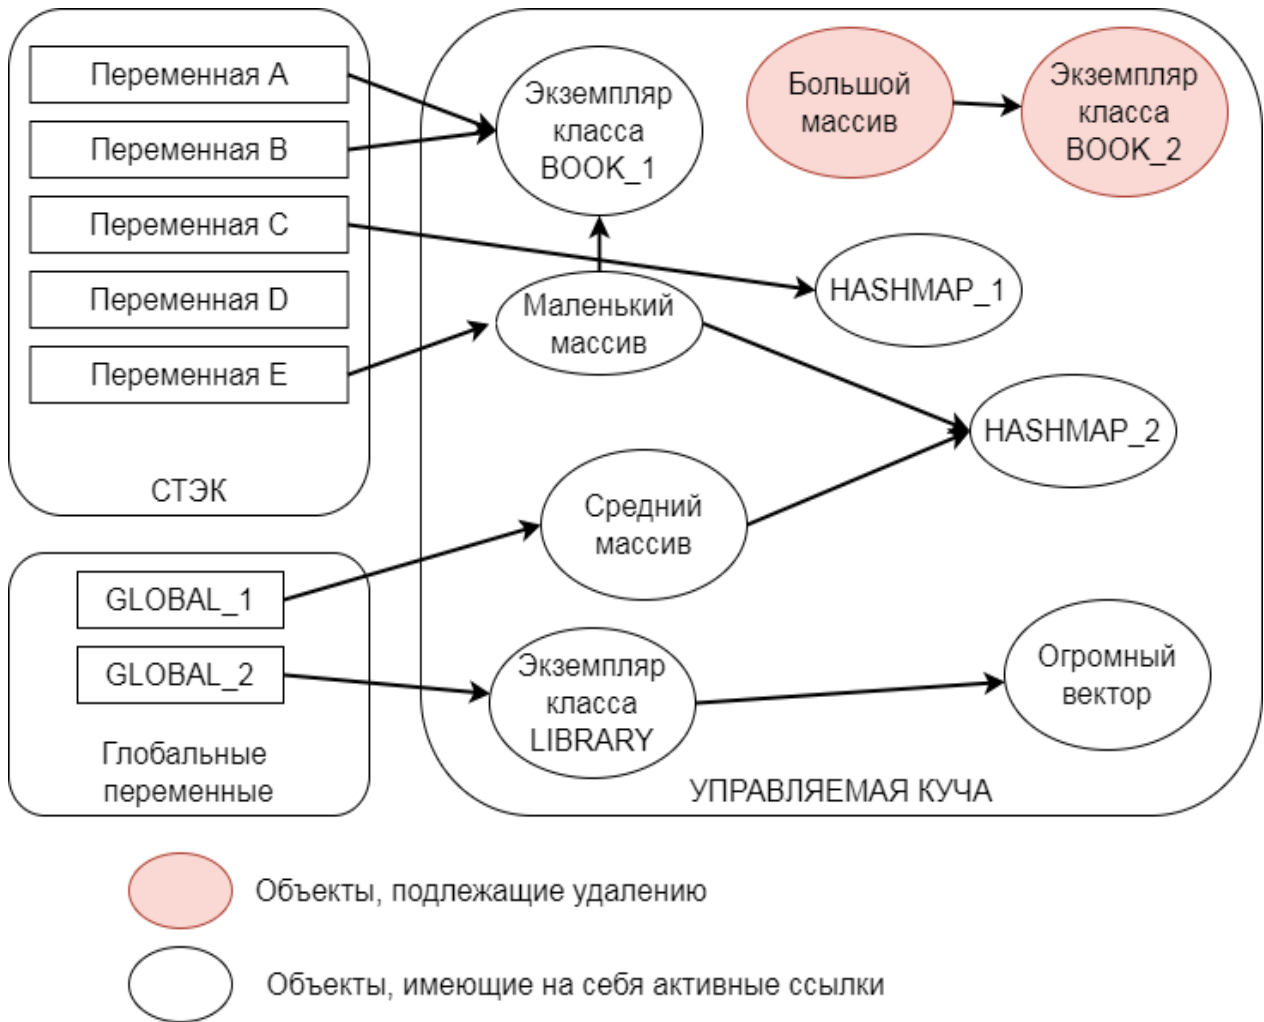 Переменная A
Переменная B
Переменная C
Переменная D
Переменная E
СТЭК
GLOBAL_1
GLOBAL_2
Глобальные
переменные
Экземпляр
класса
BOOK_1
Большой
массив
Экземпляр
класса
BOOK_2
HASHMAP_1
Маленький
массив
HASHMAP_2
Средний
массив
Экземпляр
класса
LIBRARY
Огромный
вектор
УПРАВЛЯЕМАЯ КУЧА
Объекты, подлежащие удалению
Объекты, имеющие на себя активные ссылки